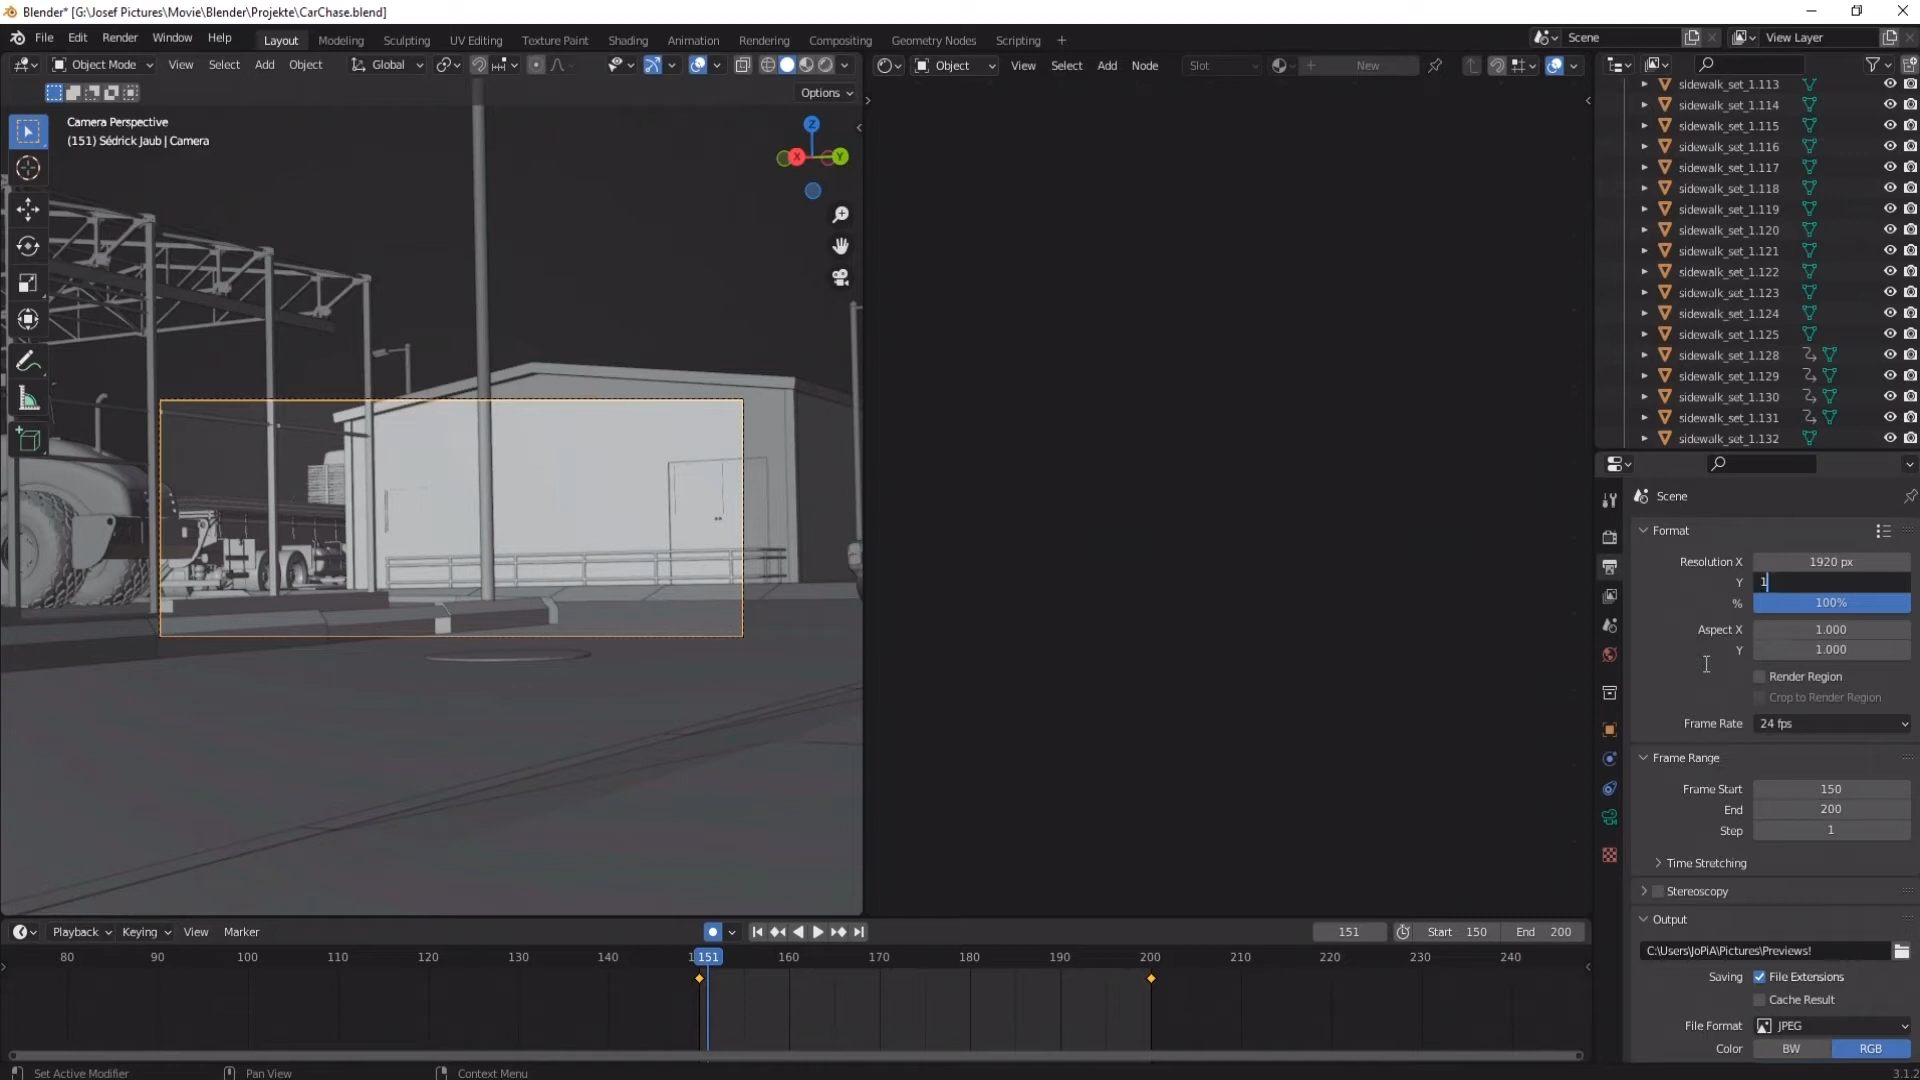 Blender* [G:\Josef Pictures\Movie\Blender\Projekte\CarChase.blend]
File Edit Render Window Help Layout Modeling Sculpting UV Editing Texture Paint Shading Animation Rendering Compositing Geometry Nodes Scripting + Scene View Layer
Object Mode View Select Add Object Global Object View Select Add Node Slot New
Options
Camera Perspective
(151) Sédrick Jaub | Camera
Z
X Y
sidewalk_set_1.113
sidewalk_set_1.114
sidewalk_set_1.115
sidewalk_set_1.116
sidewalk_set_1.117
sidewalk_set_1.118
sidewalk_set_1.119
sidewalk_set_1.120
sidewalk_set_1.121
sidewalk_set_1.122
sidewalk_set_1.123
sidewalk_set_1.124
sidewalk_set_1.125
sidewalk_set_1.128
sidewalk_set_1.129
sidewalk_set_1.130
sidewalk_set_1.131
sidewalk_set_1.132
Scene
Format
Resolution X 1920 px
Y 1
% 100%
Aspect X 1.000
Y 1.000
Render Region
Crop to Render Region
Frame Rate 24 fps
Frame Range
Frame Start 150
End 200
Step 1
Time Stretching
Stereoscopy
Output
C:\Users\JoPiA\Pictures\Previews!
Saving File Extensions
Cache Result
File Format JPEG
Color BW RGB
Playback Keying View Marker 151 Start 150 End 200
80 90 100 110 120 130 140 151 160 170 180 190 200 210 220 230 240
Set Active Modifier Pan View Context Menu 3.1.2